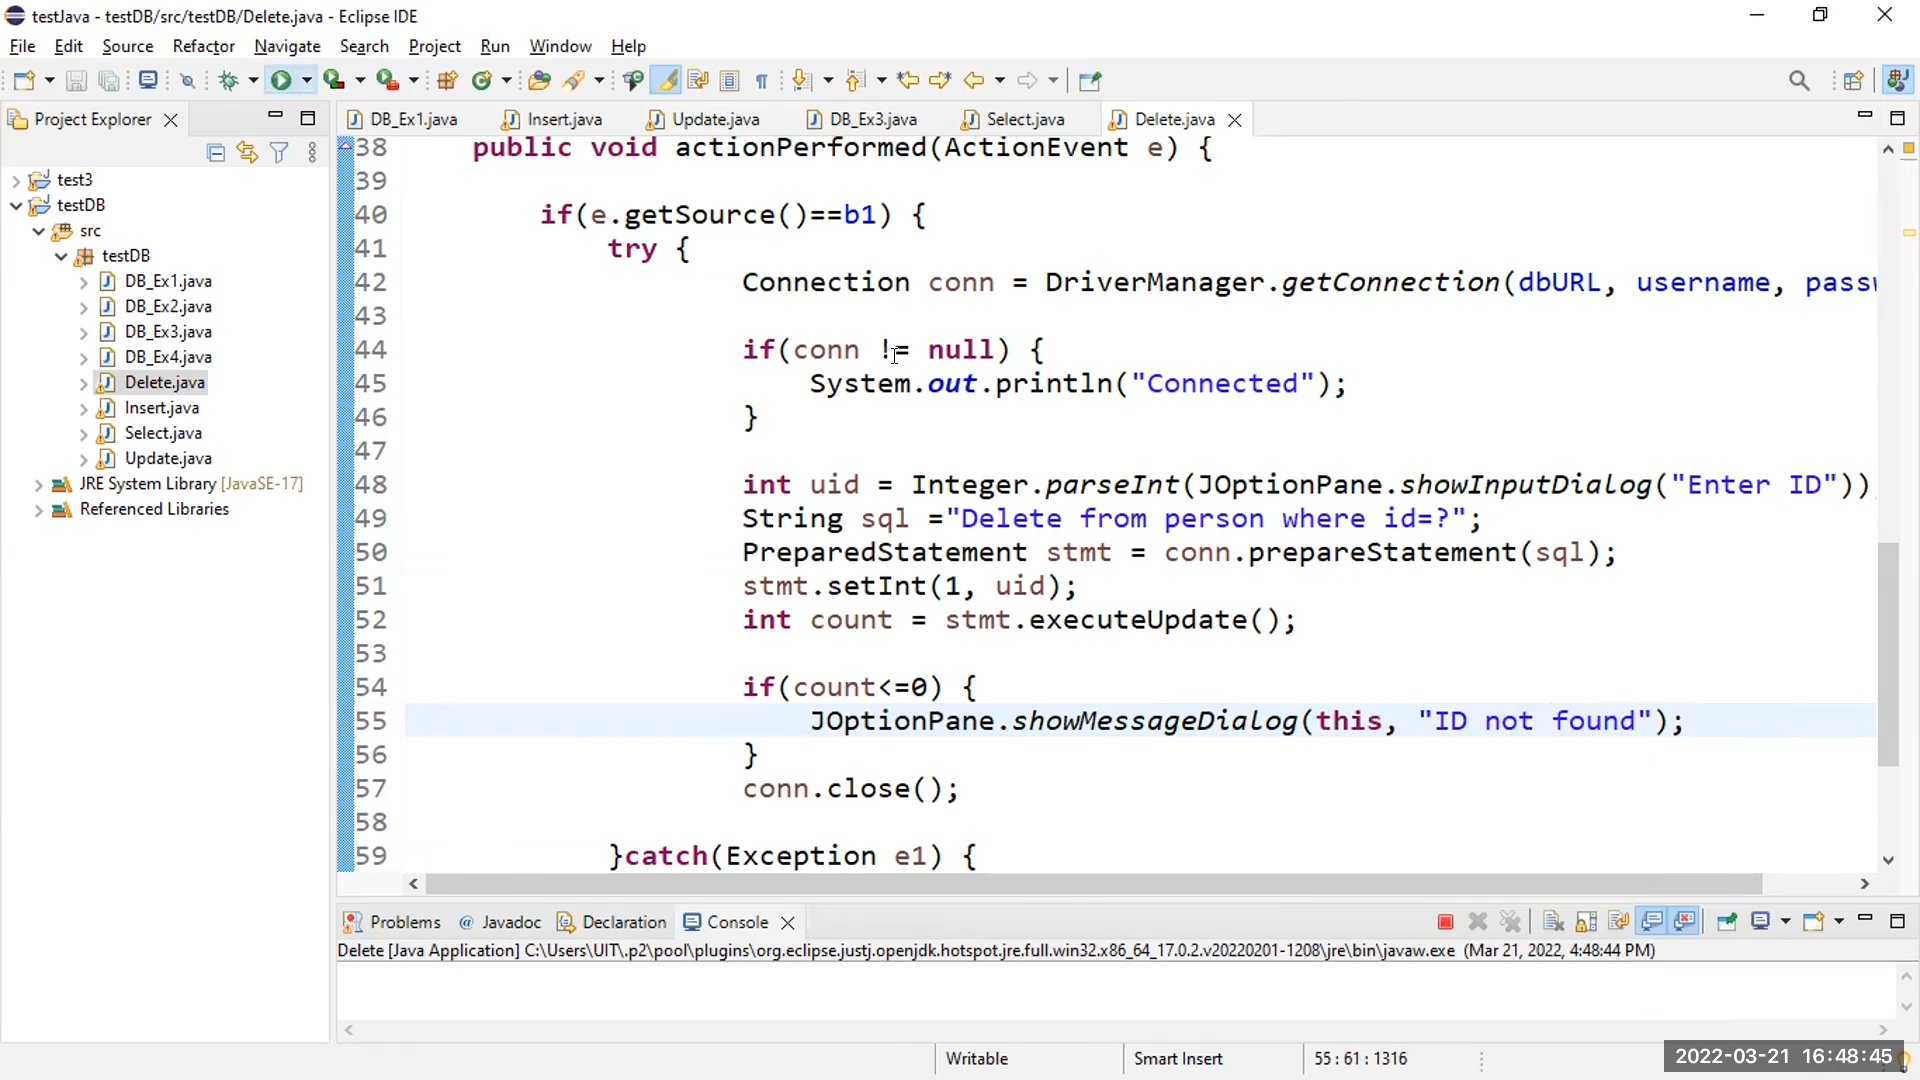 testJava - testDB/src/testDB/Delete.java - Eclipse IDE
File Edit Source Refactor Navigate Search Project Run Window Help
Project Explorer
test3
testDB
src
testDB
DB_Ex1.java
DB_Ex2.java
DB_Ex3.java
DB_Ex4.java
Delete.java
Insert.java
Select.java
Update.java
JRE System Library [JavaSE-17]
Referenced Libraries
DB_Ex1.java Insert.java Update.java DB_Ex3.java Select.java Delete.java
38 public void actionPerformed(ActionEvent e) {
39
40 if(e.getSource()==b1) {
41 try {
42 Connection conn = DriverManager.getConnection(dbURL, username, passw
43
44 if(conn != null) {
45 System.out.println("Connected");
46 }
47
48 int uid = Integer.parseInt(JOptionPane.showInputDialog("Enter ID"))
49 String sql ="Delete from person where id=?";
50 PreparedStatement stmt = conn.prepareStatement(sql);
51 stmt.setInt(1, uid);
52 int count = stmt.executeUpdate();
53
54 if(count<=0) {
55 JOptionPane.showMessageDialog(this, "ID not found");
56 }
57 conn.close();
58
59 }catch(Exception e1) {
Problems @ Javadoc Declaration Console
Delete [Java Application] C:\Users\UIT\.p2\pool\plugins\org.eclipse.justj.openjdk.hotspot.jre.full.win32.x86_64_17.0.2.v20220201-1208\jre\bin\javaw.exe (Mar 21, 2022, 4:48:44 PM)
Writable Smart Insert 55 : 61 : 1316
2022-03-21 16:48:45